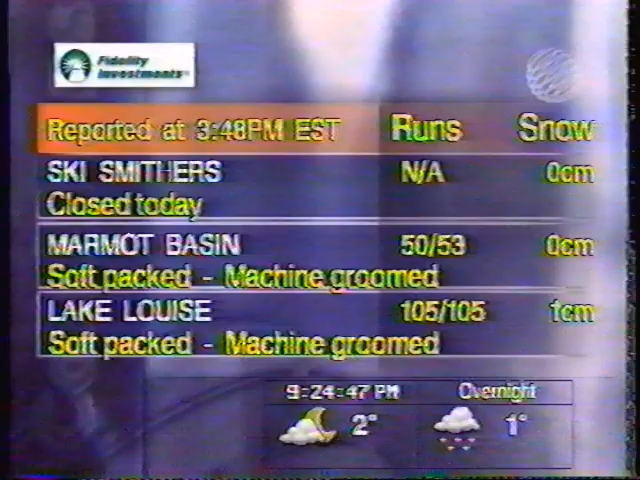 Fidelity
Investments
Reported at 3:48PM EST Runs Snow
SKI SMITHERS N/A 0cm
Closed today
MARMOT BASIN 50/53 0cm
Soft packed - Machine groomed
LAKE LOUISE 105/105 1cm
Soft packed - Machine groomed
9:24:47 PM Overnight
2° 1°